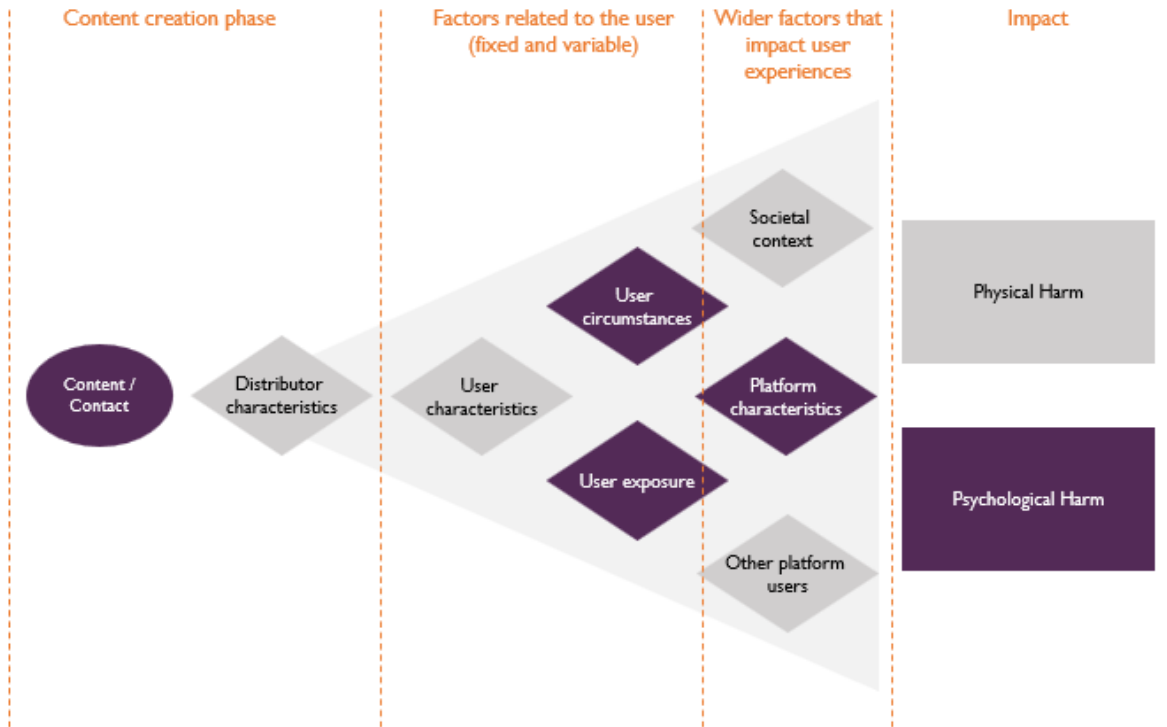 Content creation phase
Factors related to the user
(fixed and variable)
Wider factors that
impact user
experiences
Impact
Content /
Contact
Distributor
characteristics
User
characteristics
User
circumstances
User exposure
Societal
context
Platform
characteristics
Other platform
users
Physical Harm
Psychological Harm